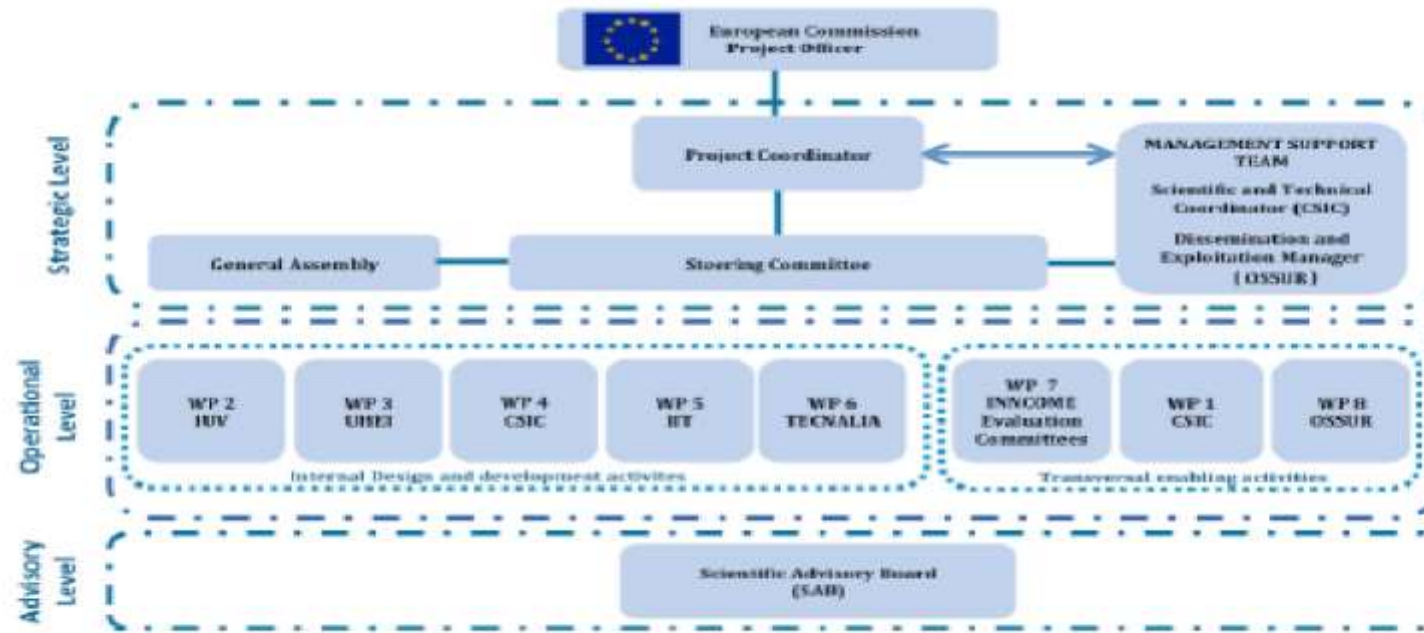 European Commission
Project Officer
Strategic Level
Project Coordinator
MANAGEMENT SUPPORT
TEAM
Scientific and Technical
Coordinator (CSIC)
Dissemination and
Exploitation Manager
( OSSUR )
General Assembly
Steering Committee
Operational
Level
WP 2
WP 3
UHEI
WP 4
CSIC
WP 5
IIT
WP 6
TECNALIA
Internal Design and development activites
WP 7
INNCOME
Evaluation
Committees
WP 1
CSIC
WP 8
OSSUR
Transversal enabling activities
Advisory
Level
Scientific Advisory Board
(SAB)